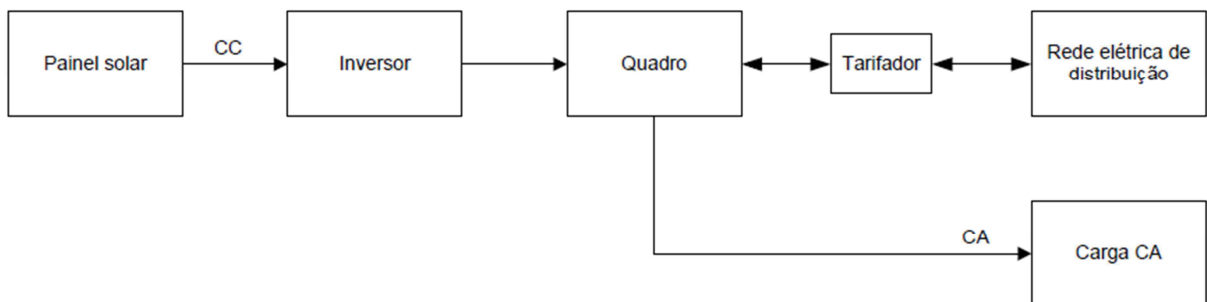 CC
Painel solar
Inversor
Quadro
Tarifador
Rede elétrica de
distribuição
CA
Carga CA